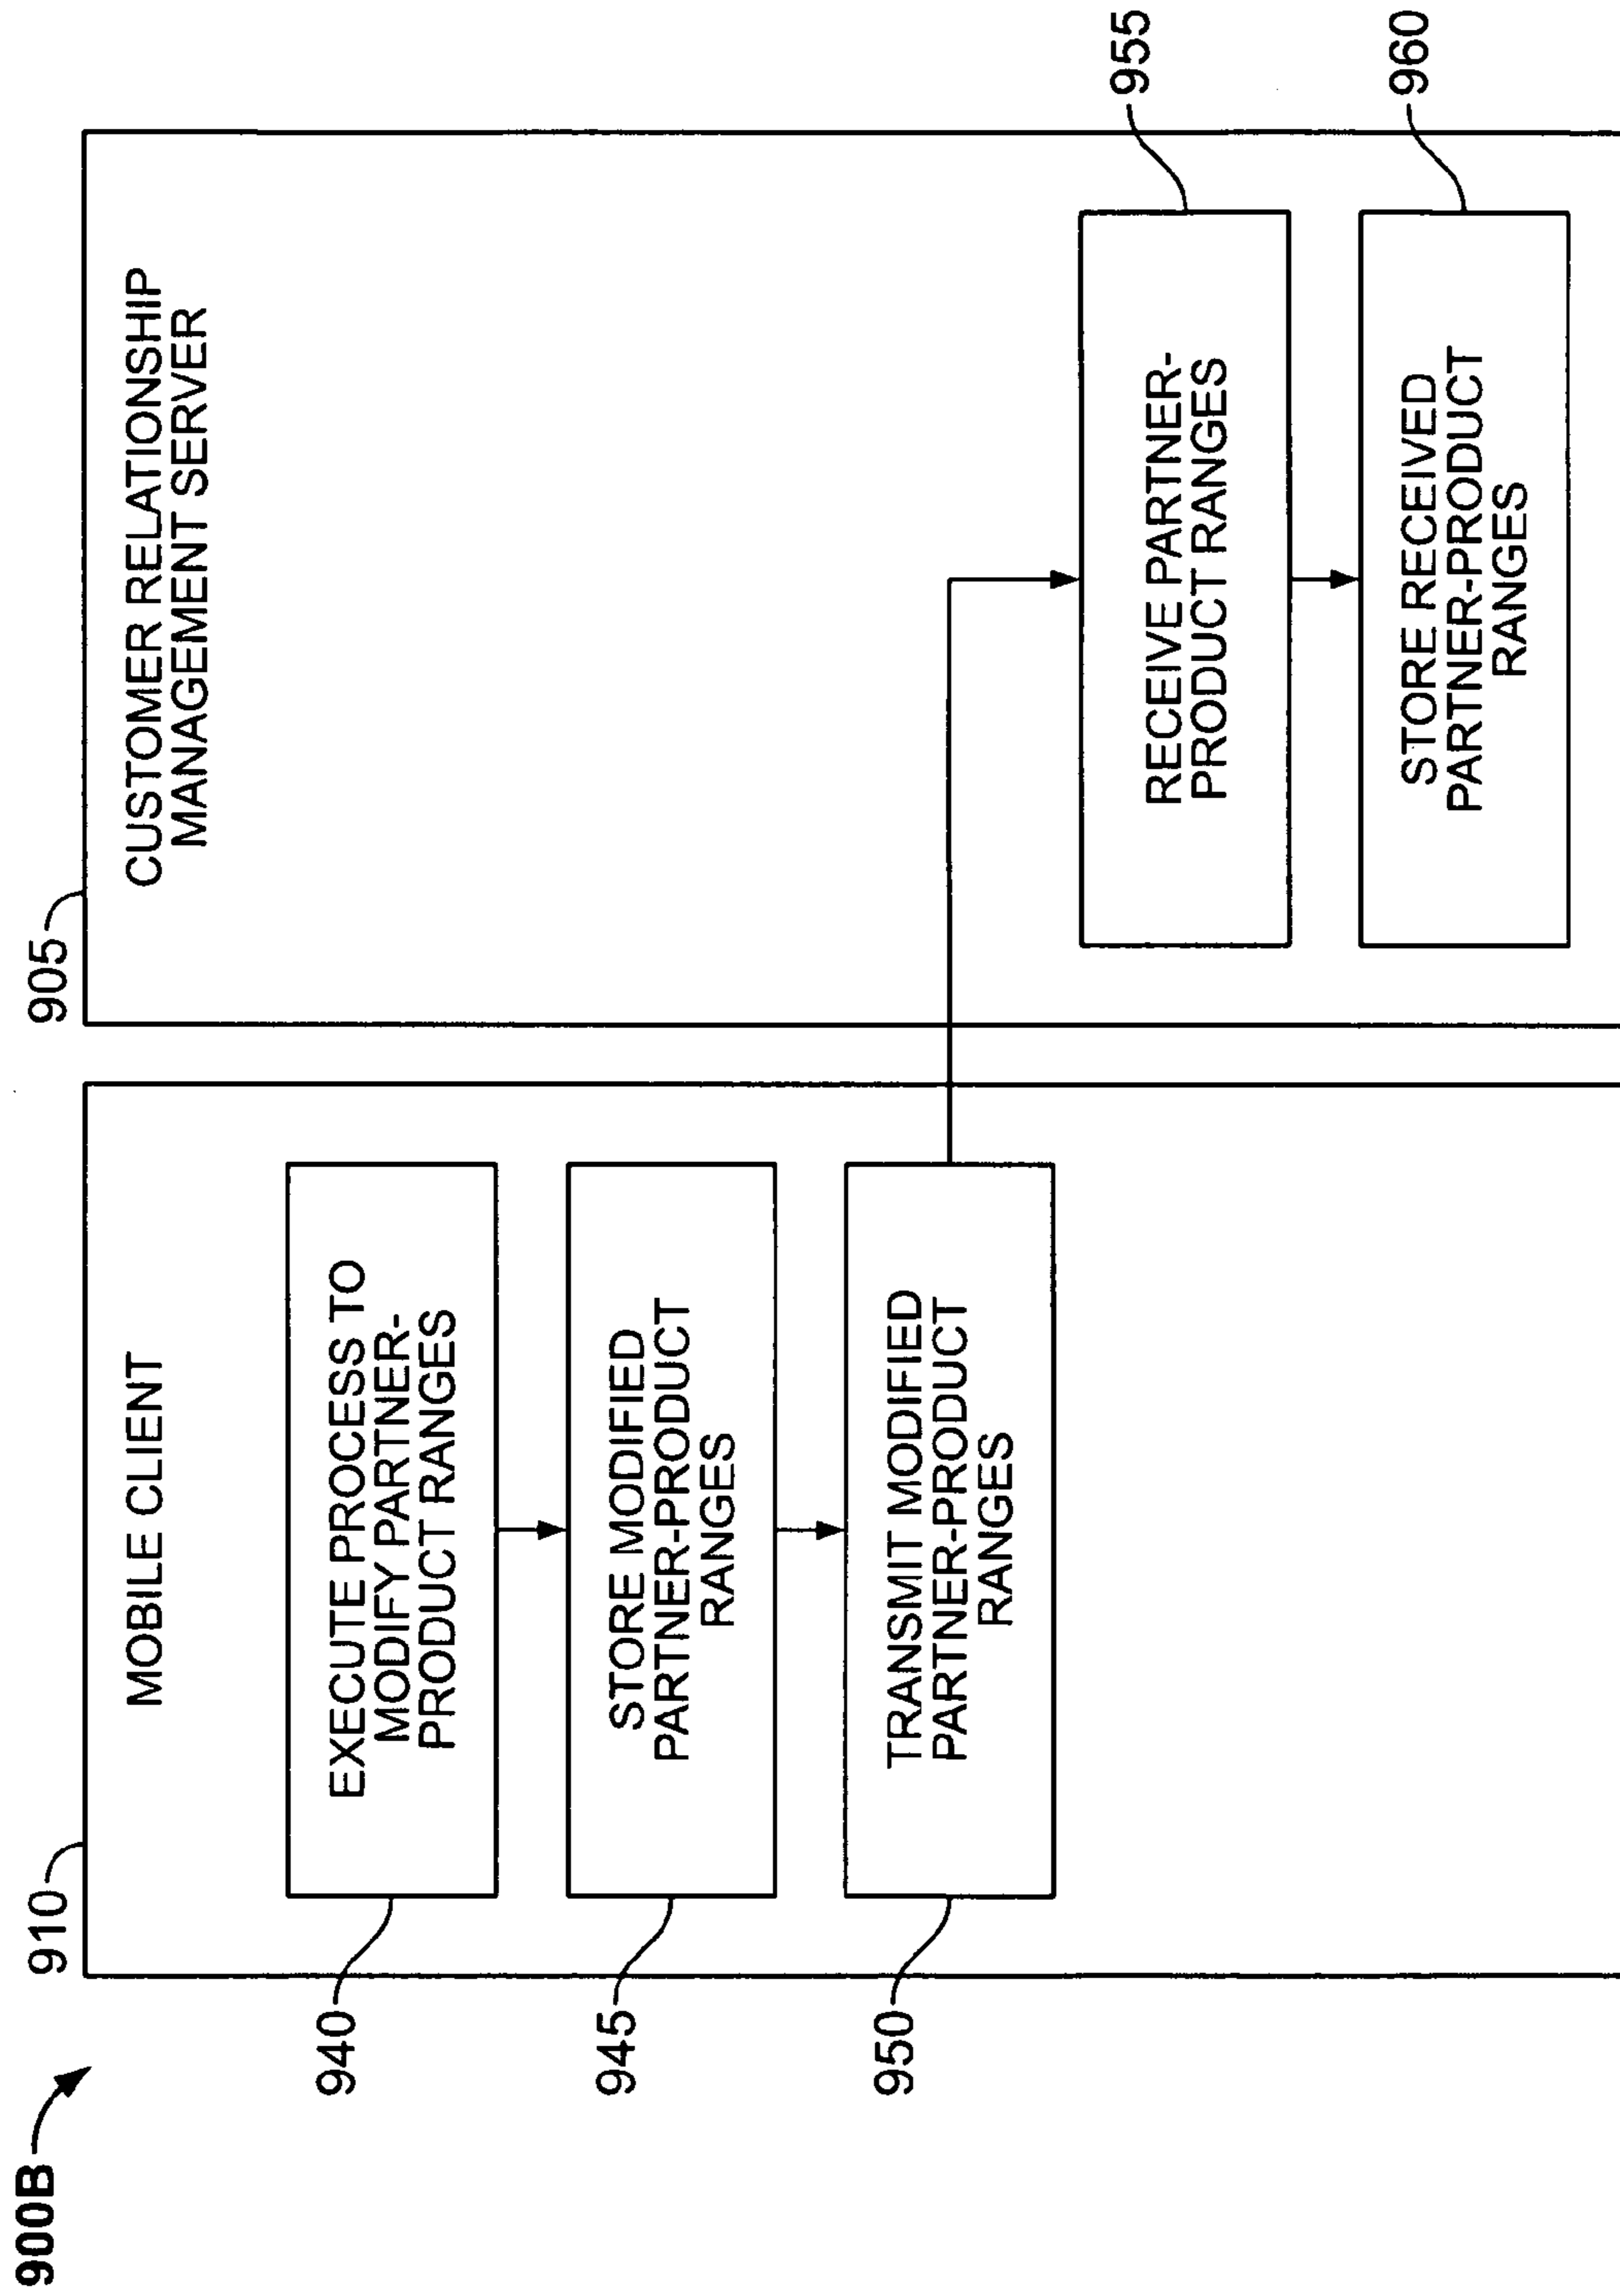 900B
910
MOBILE CLIENT
940
EXECUTE PROCESS TO
MODIFY PARTNER-
PRODUCT RANGES
945
STORE MODIFIED
PARTNER-PRODUCT
RANGES
950
TRANSMIT MODIFIED
PARTNER-PRODUCT
RANGES
905
CUSTOMER RELATIONSHIP
MANAGEMENT SERVER
RECEIVE PARTNER-
PRODUCT RANGES
955
STORE RECEIVED
PARTNER-PRODUCT
RANGES
960